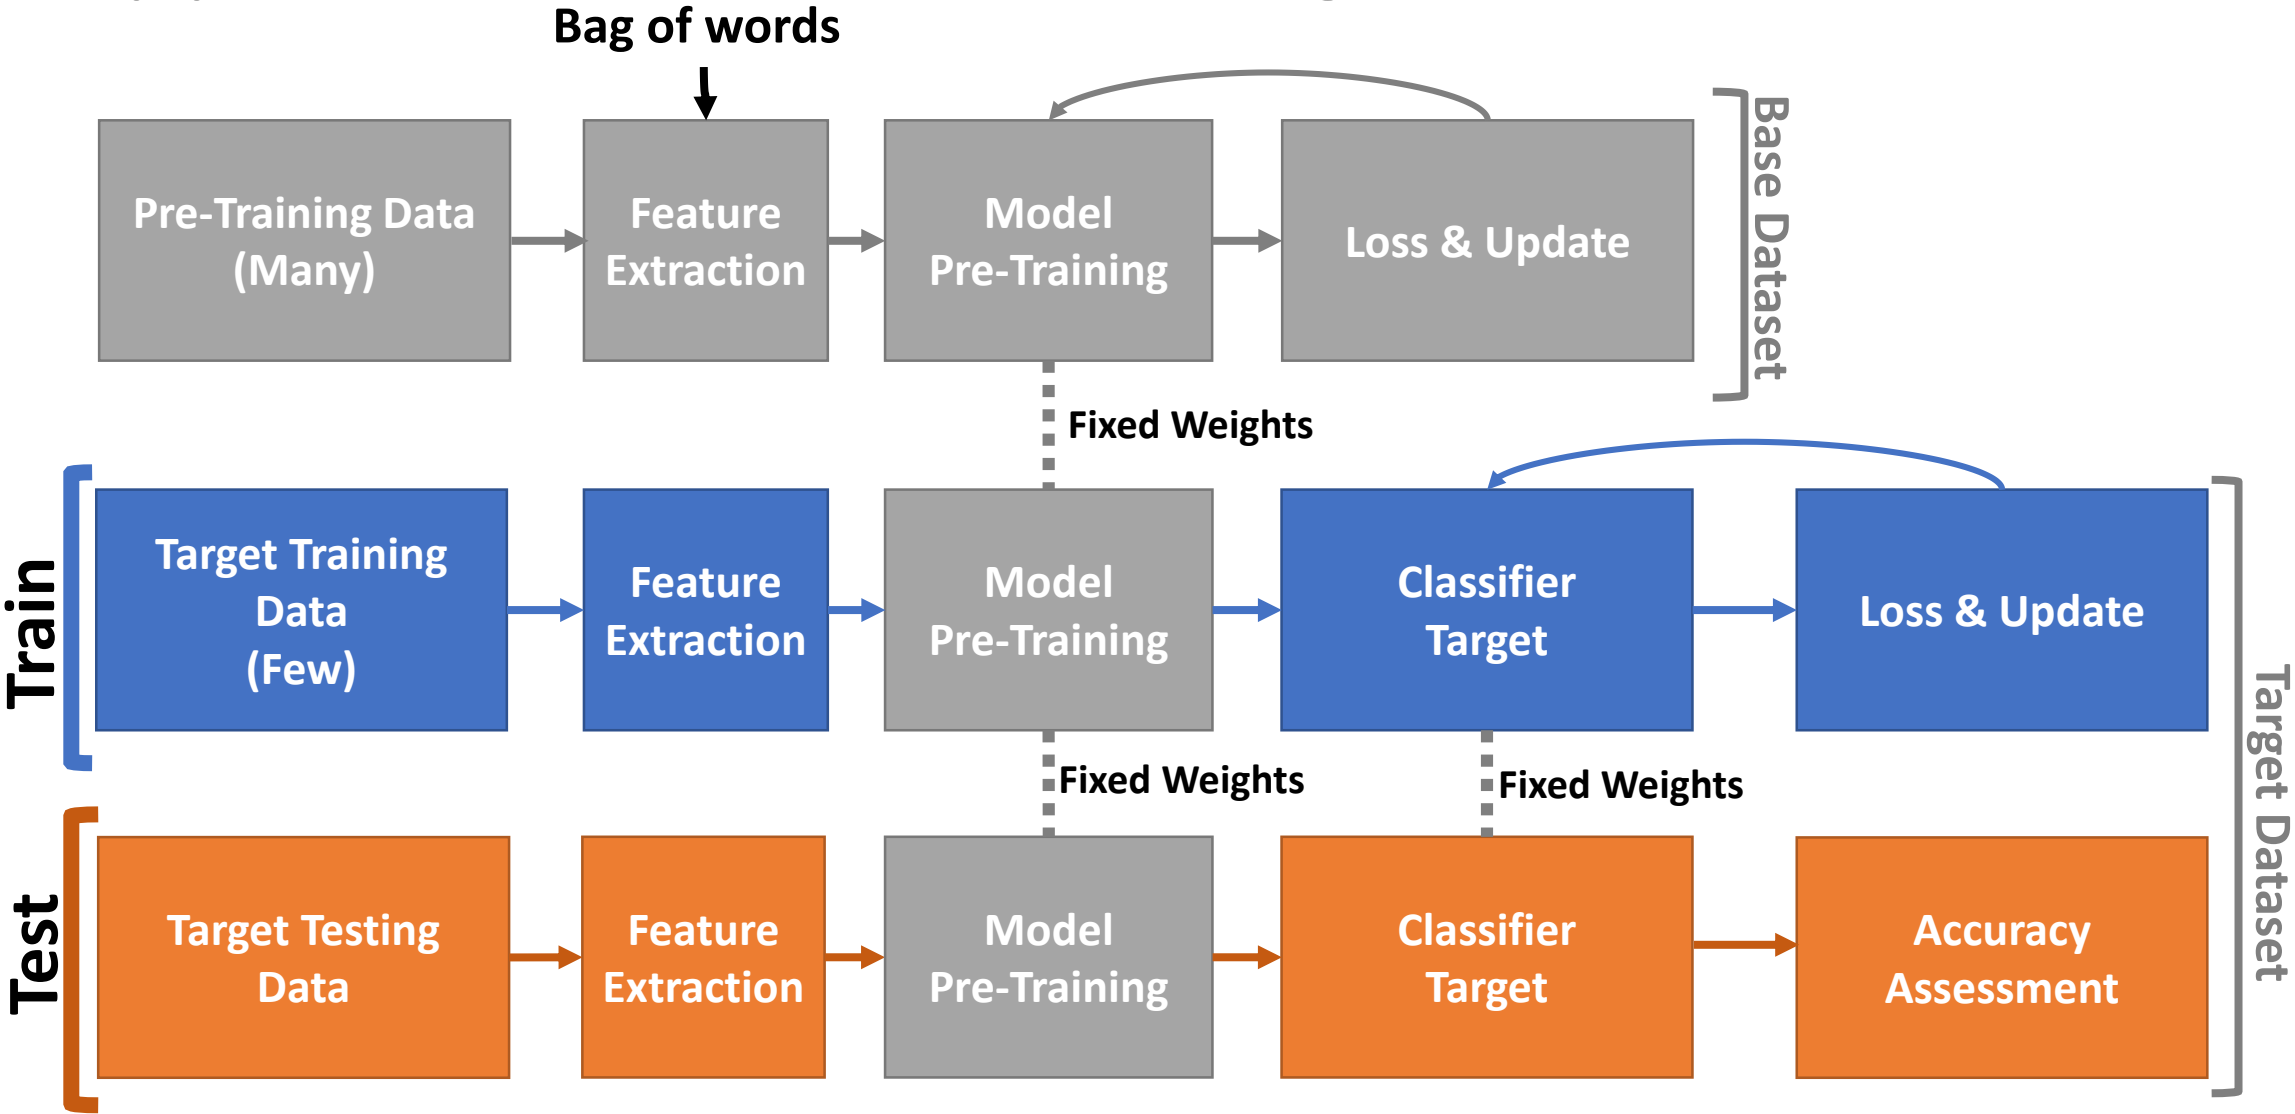 Bag of words
Pre-Training Data
(Many)
Feature
Extraction
Model
Pre-Training
Loss & Update
Base Dataset
Fixed Weights
Train
Target Training
Data
(Few)
Feature
Extraction
Model
Pre-Training
Classifier
Target
Loss & Update
Target Dataset
Fixed Weights
Fixed Weights
Test
Target Testing
Data
Feature
Extraction
Model
Pre-Training
Classifier
Target
Accuracy
Assessment